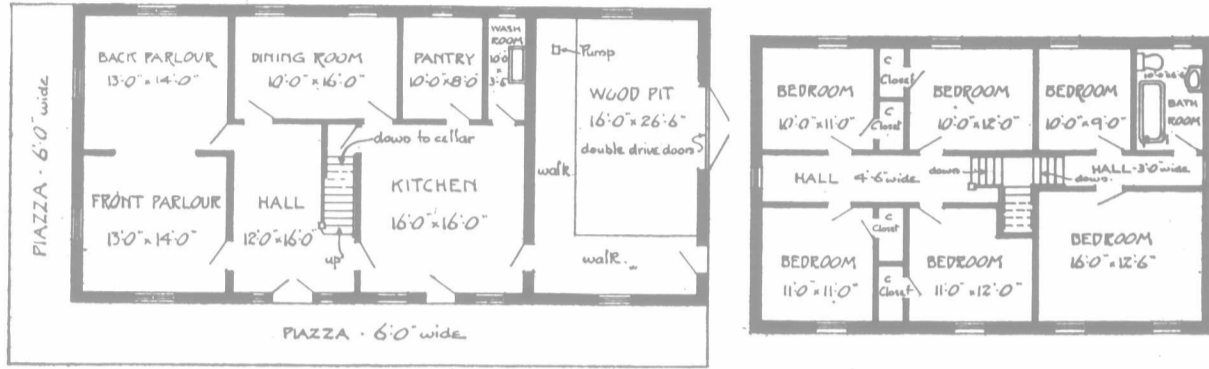 PIAZZA · 6'0" wide
BACK PARLOUR
13'0" x 14'0"
DINING ROOM
10'0" x 16'0"
PANTRY
10'0" x 8'0"
WASH
ROOM
10'0"
x
3'6"
Pump
WOOD PIT
16'0" x 26'6"
double drive doors
walk
down to cellar
FRONT PARLOUR
13'0" x 14'0"
HALL
12'0" x 16'0"
up
KITCHEN
16'0" x 16'0"
walk
PIAZZA · 6'0" wide
BEDROOM
10'0" x 11'0"
C
Closet
C
Closet
BEDROOM
10'0" x 12'0"
BEDROOM
10'0" x 9'0"
BATH
ROOM
HALL 4'6" wide
down
down
HALL - 3'0" wide
BEDROOM
11'0" x 11'0"
C
Closet
C
Closet
BEDROOM
11'0" x 12'0"
BEDROOM
16'0" x 12'6"